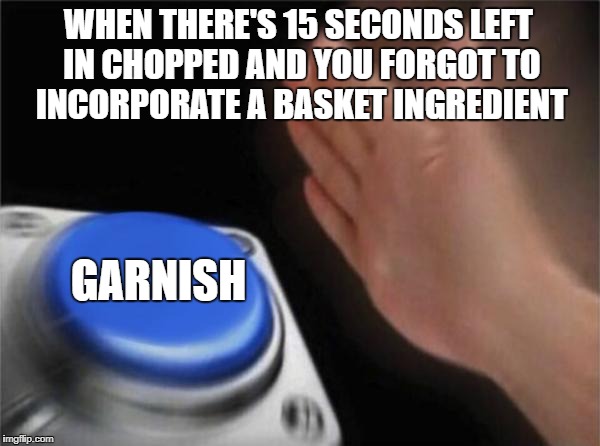 WHEN THERE'S 15 SECONDS LEFT
IN CHOPPED AND YOU FORGOT TO
INCORPORATE A BASKET INGREDIENT
GARNISH
imgflip.com